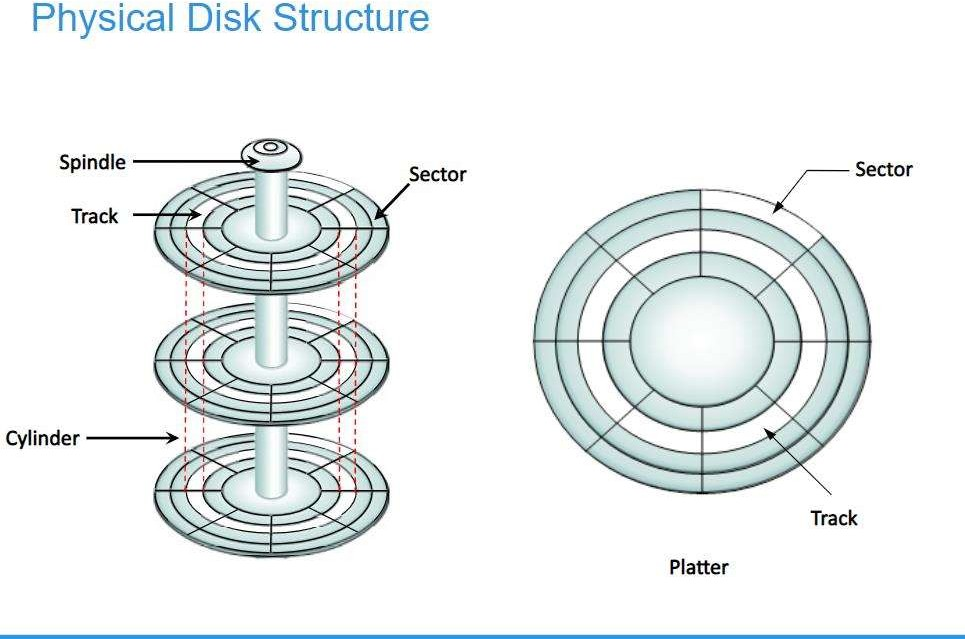 Physical Disk Structure
Spindle
Sector
Track
Cylinder
Sector
Track
Platter